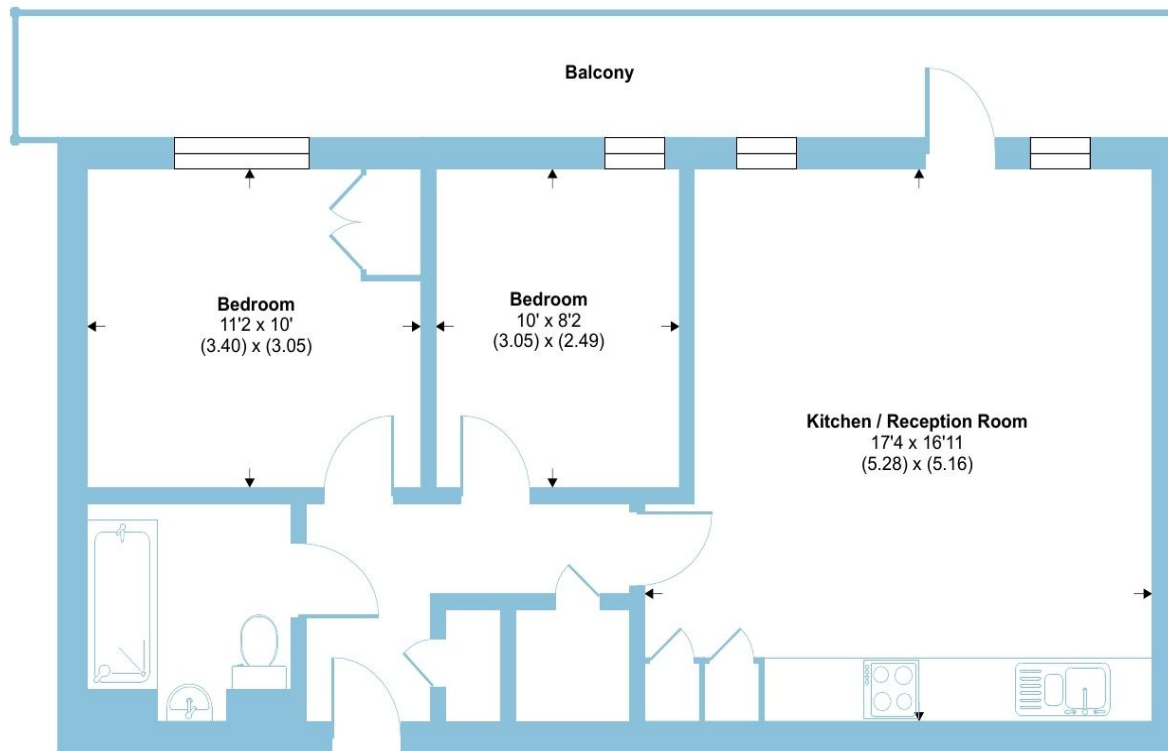 Balcony
Bedroom
11'2 x 10'
(3.40) x (3.05)
Bedroom
10' x 8'2
(3.05) x (2.49)
Kitchen / Reception Room
17'4 x 16'11
(5.28) x (5.16)